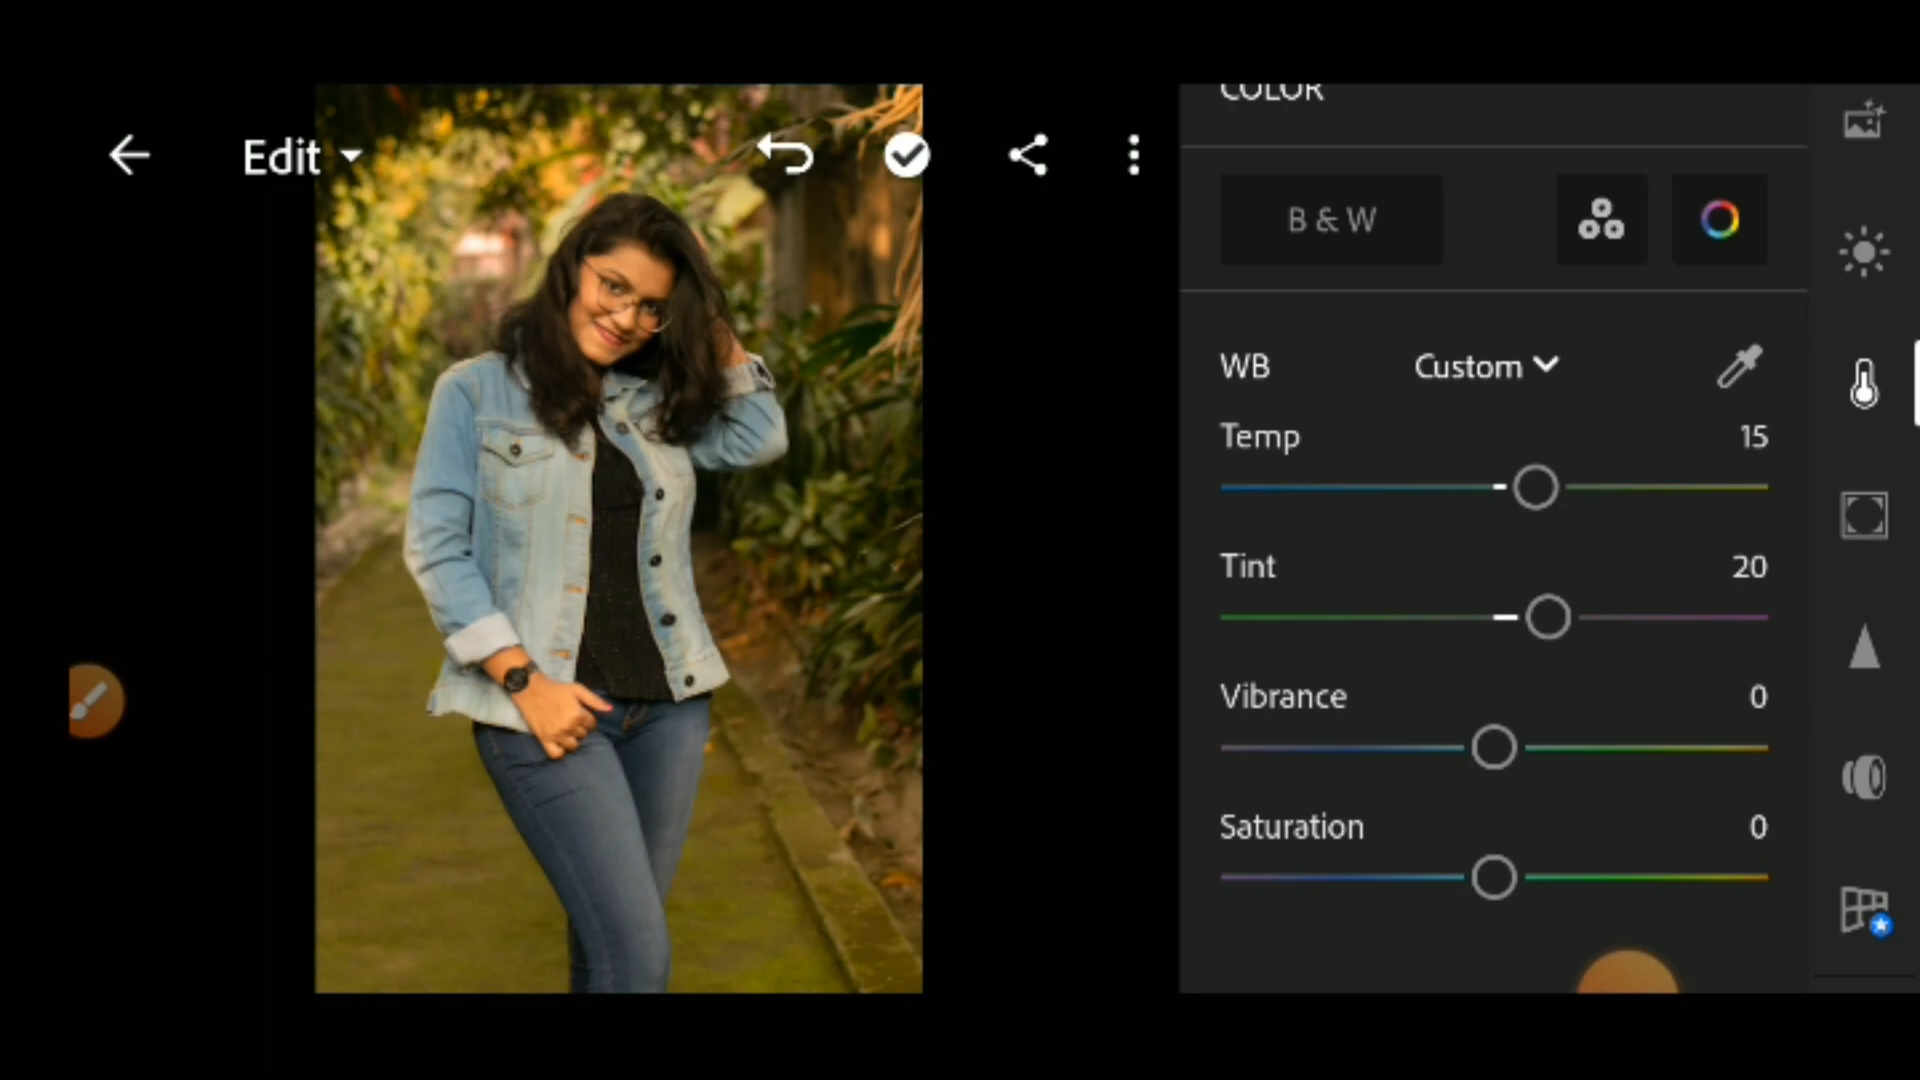 Edit
COLOR
B & W
WB Custom
Temp 15
Tint 20
Vibrance 0
Saturation 0